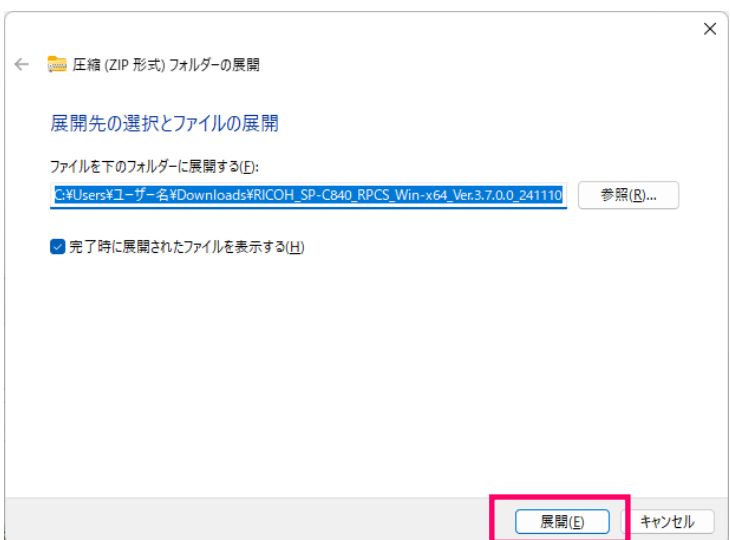 圧縮 (ZIP 形式) フォルダーの展開
展開先の選択とファイルの展開
ファイルを下のフォルダーに展開する(F):
C:¥Users¥ユーザー名¥Downloads¥RICOH_SP-C840_RPCS_Win-x64_Ver.3.7.0.0_241110
参照(R)...
完了時に展開されたファイルを表示する(H)
展開(E)
キャンセル